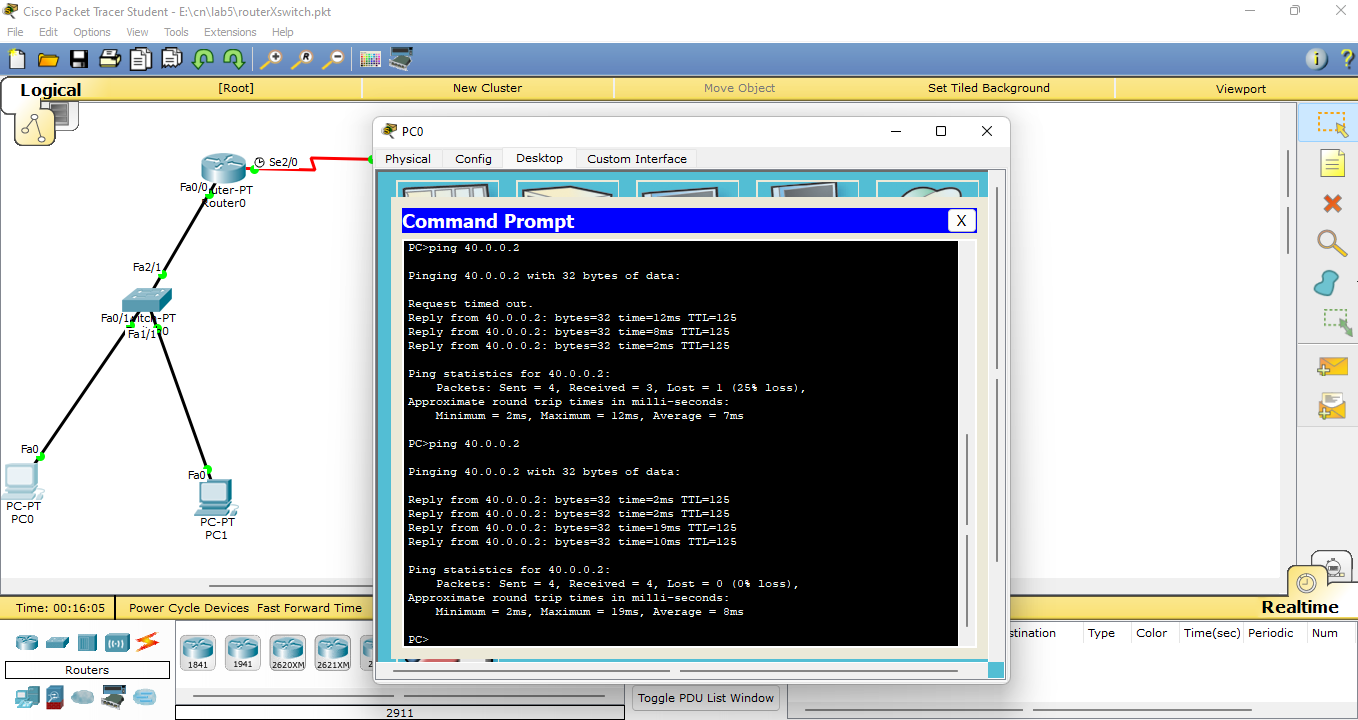 Cisco Packet Tracer Student - E:\cn\lab5\routerXswitch.pkt
File Edit Options View Tools Extensions Help
Logical [Root] New Cluster Move Object Set Tiled Background Viewport
PC0
Physical Config Desktop Custom Interface
Se2/0
Fa0/0
Router0
Fa2/1
Fa0/1
Fa1/1
Fa0
PC-PT
PC0
Fa0
PC-PT
PC1
Command Prompt X
PC>ping 40.0.0.2
Pinging 40.0.0.2 with 32 bytes of data:
Request timed out.
Reply from 40.0.0.2: bytes=32 time=12ms TTL=125
Reply from 40.0.0.2: bytes=32 time=8ms TTL=125
Reply from 40.0.0.2: bytes=32 time=2ms TTL=125
Ping statistics for 40.0.0.2:
Packets: Sent = 4, Received = 3, Lost = 1 (25% loss),
Approximate round trip times in milli-seconds:
Minimum = 2ms, Maximum = 12ms, Average = 7ms
PC>ping 40.0.0.2
Pinging 40.0.0.2 with 32 bytes of data:
Reply from 40.0.0.2: bytes=32 time=2ms TTL=125
Reply from 40.0.0.2: bytes=32 time=2ms TTL=125
Reply from 40.0.0.2: bytes=32 time=19ms TTL=125
Reply from 40.0.0.2: bytes=32 time=10ms TTL=125
Ping statistics for 40.0.0.2:
Packets: Sent = 4, Received = 4, Lost = 0 (0% loss),
Approximate round trip times in milli-seconds:
Minimum = 2ms, Maximum = 19ms, Average = 8ms
PC>
Time: 00:16:05 Power Cycle Devices Fast Forward Time Realtime
Routers
1841 1941 2620XM 2621XM
2911
Toggle PDU List Window
Type Color Time(sec) Periodic Num